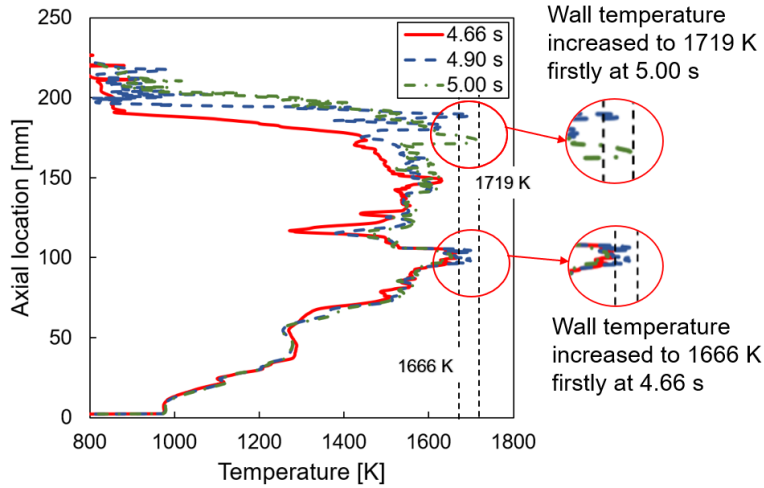 250
200
150
100
50
0
Axial location [mm]
800
1000
1200
1400
1600
1800
Temperature [K]
4.66 s
4.90 s
5.00 s
1719 K
1666 K
Wall temperature
increased to 1719 K
firstly at 5.00 s
Wall temperature
increased to 1666 K
firstly at 4.66 s